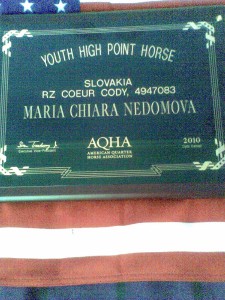 YOUTH HIGH POINT HORSE
SLOVAKIA
RZ COEUR CODY, 4947083
MARIA CHIARA NEDOMOVA
AQHA
AMERICAN QUARTER
HORSE ASSOCIATION
2010